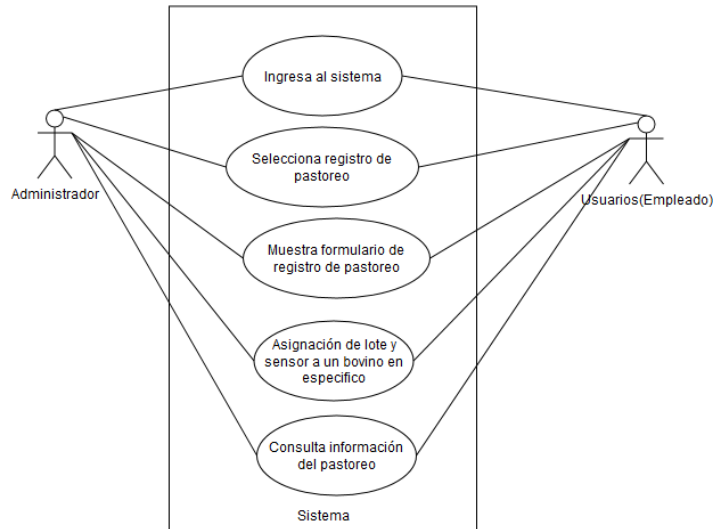 Ingresa al sistema
Selecciona registro de
pastoreo
Administrador
Usuarios(Empleado)
Muestra formulario de
registro de pastoreo
Asignación de lote y
sensor a un bovino en
especifico
Consulta información
del pastoreo
Sistema